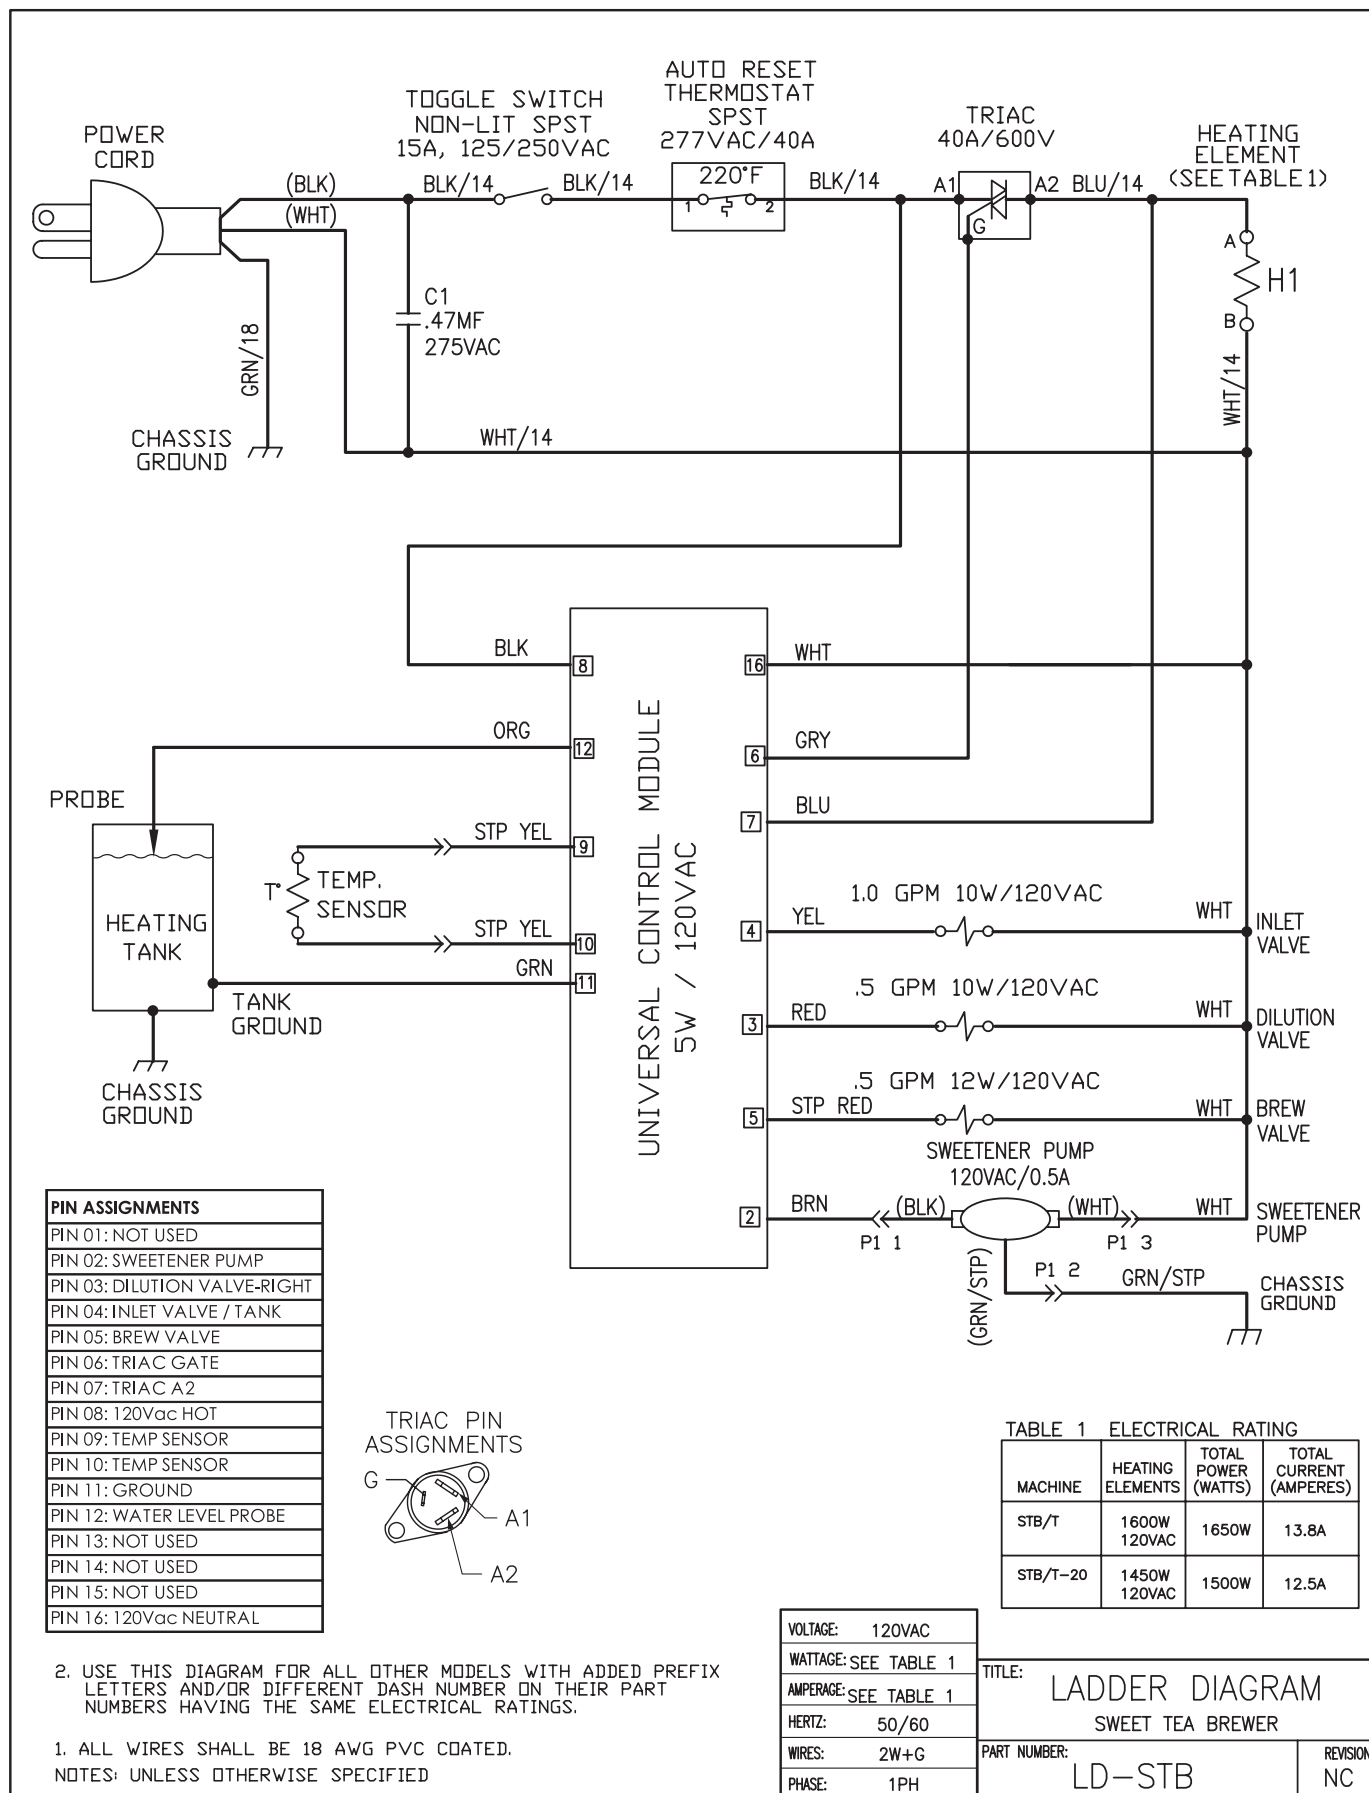 POWER
CORD
TOGGLE SWITCH
NON-LIT SPST
15A, 125/250VAC
AUTO RESET
THERMOSTAT
SPST
277VAC/40A
TRIAC
40A/600V
HEATING
ELEMENT
(SEE TABLE 1)
(BLK)
(WHT)
BLK/14
BLK/14
220°F
1
2
BLK/14
A1
A2
BLU/14
G
A
H1
B
C1
.47MF
275VAC
GRN/18
WHT/14
CHASSIS
GROUND
WHT/14
BLK
8
16
WHT
ORG
12
6
GRY
PROBE
7
BLU
STP YEL
9
T°
TEMP.
SENSOR
HEATING
TANK
STP YEL
10
GRN
11
TANK
GROUND
CHASSIS
GROUND
UNIVERSAL CONTROL MODULE
5W / 120VAC
1.0 GPM 10W/120VAC
4
YEL
WHT
INLET
VALVE
.5 GPM 10W/120VAC
3
RED
WHT
DILUTION
VALVE
.5 GPM 12W/120VAC
5
STP RED
WHT
BREW
VALVE
SWEETENER PUMP
120VAC/0.5A
2
BRN
(BLK)
(WHT)
WHT
SWEETENER
PUMP
P1 1
P1 3
(GRN/STP)
P1 2
GRN/STP
CHASSIS
GROUND
PIN ASSIGNMENTS
PIN 01: NOT USED
PIN 02: SWEETENER PUMP
PIN 03: DILUTION VALVE-RIGHT
PIN 04: INLET VALVE / TANK
PIN 05: BREW VALVE
PIN 06: TRIAC GATE
PIN 07: TRIAC A2
PIN 08: 120Vac HOT
PIN 09: TEMP SENSOR
PIN 10: TEMP SENSOR
PIN 11: GROUND
PIN 12: WATER LEVEL PROBE
PIN 13: NOT USED
PIN 14: NOT USED
PIN 15: NOT USED
PIN 16: 120Vac NEUTRAL
TRIAC PIN
ASSIGNMENTS
G
A1
A2
TABLE 1 ELECTRICAL RATING
MACHINE HEATING ELEMENTS TOTAL POWER (WATTS) TOTAL CURRENT (AMPERES)
STB/T 1600W 120VAC 1650W 13.8A
STB/T-20 1450W 120VAC 1500W 12.5A
2. USE THIS DIAGRAM FOR ALL OTHER MODELS WITH ADDED PREFIX
LETTERS AND/OR DIFFERENT DASH NUMBER ON THEIR PART
NUMBERS HAVING THE SAME ELECTRICAL RATINGS.
1. ALL WIRES SHALL BE 18 AWG PVC COATED.
NOTES: UNLESS OTHERWISE SPECIFIED
VOLTAGE: 120VAC
WATTAGE: SEE TABLE 1
AMPERAGE: SEE TABLE 1
HERTZ: 50/60
WIRES: 2W+G
PHASE: 1PH
TITLE:
LADDER DIAGRAM
SWEET TEA BREWER
PART NUMBER:
LD-STB
REVISION
NC